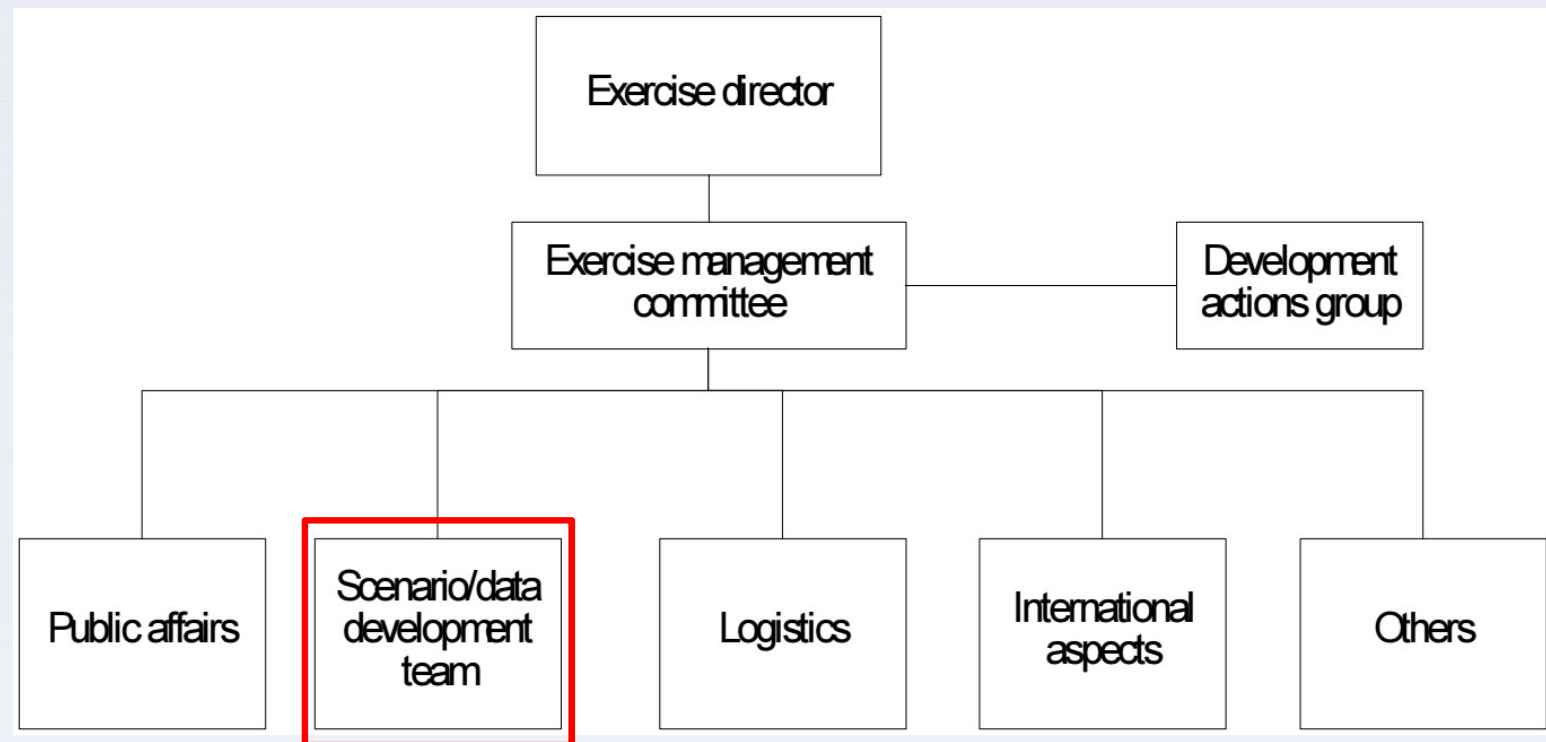 Exercise director
Exercise management
committee
Development
actions group
Public affairs
Scenario/data
development
team
Logistics
International
aspects
Others